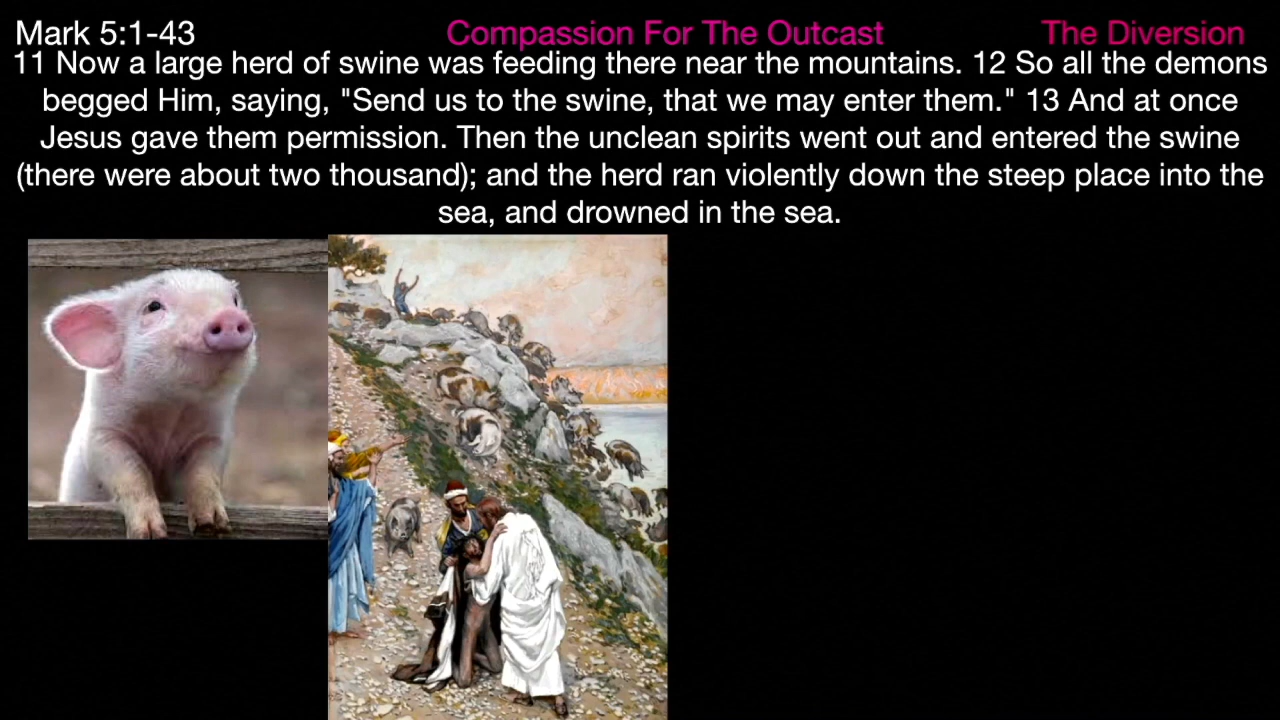 Mark 5:1-43 Compassion For The Outcast The Diversion
11 Now a large herd of swine was feeding there near the mountains. 12 So all the demons
begged Him, saying, "Send us to the swine, that we may enter them." 13 And at once
Jesus gave them permission. Then the unclean spirits went out and entered the swine
(there were about two thousand); and the herd ran violently down the steep place into the
sea, and drowned in the sea.